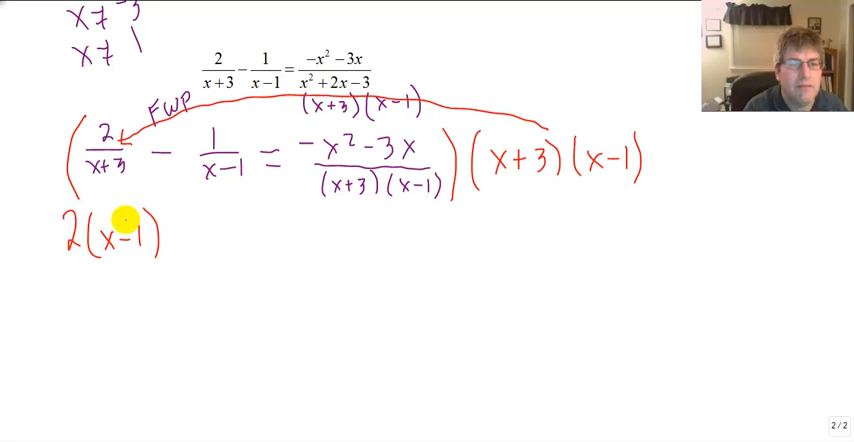 x ≠ -3
x ≠ 1
2/(x+3) - 1/(x-1) = (-x² - 3x)/(x² + 2x - 3)
FWP (x+3)(x-1)
(2/(x+3) - 1/(x-1) = (-x² - 3x)/((x+3)(x-1))) (x+3)(x-1)
2(x-1)
2 / 2